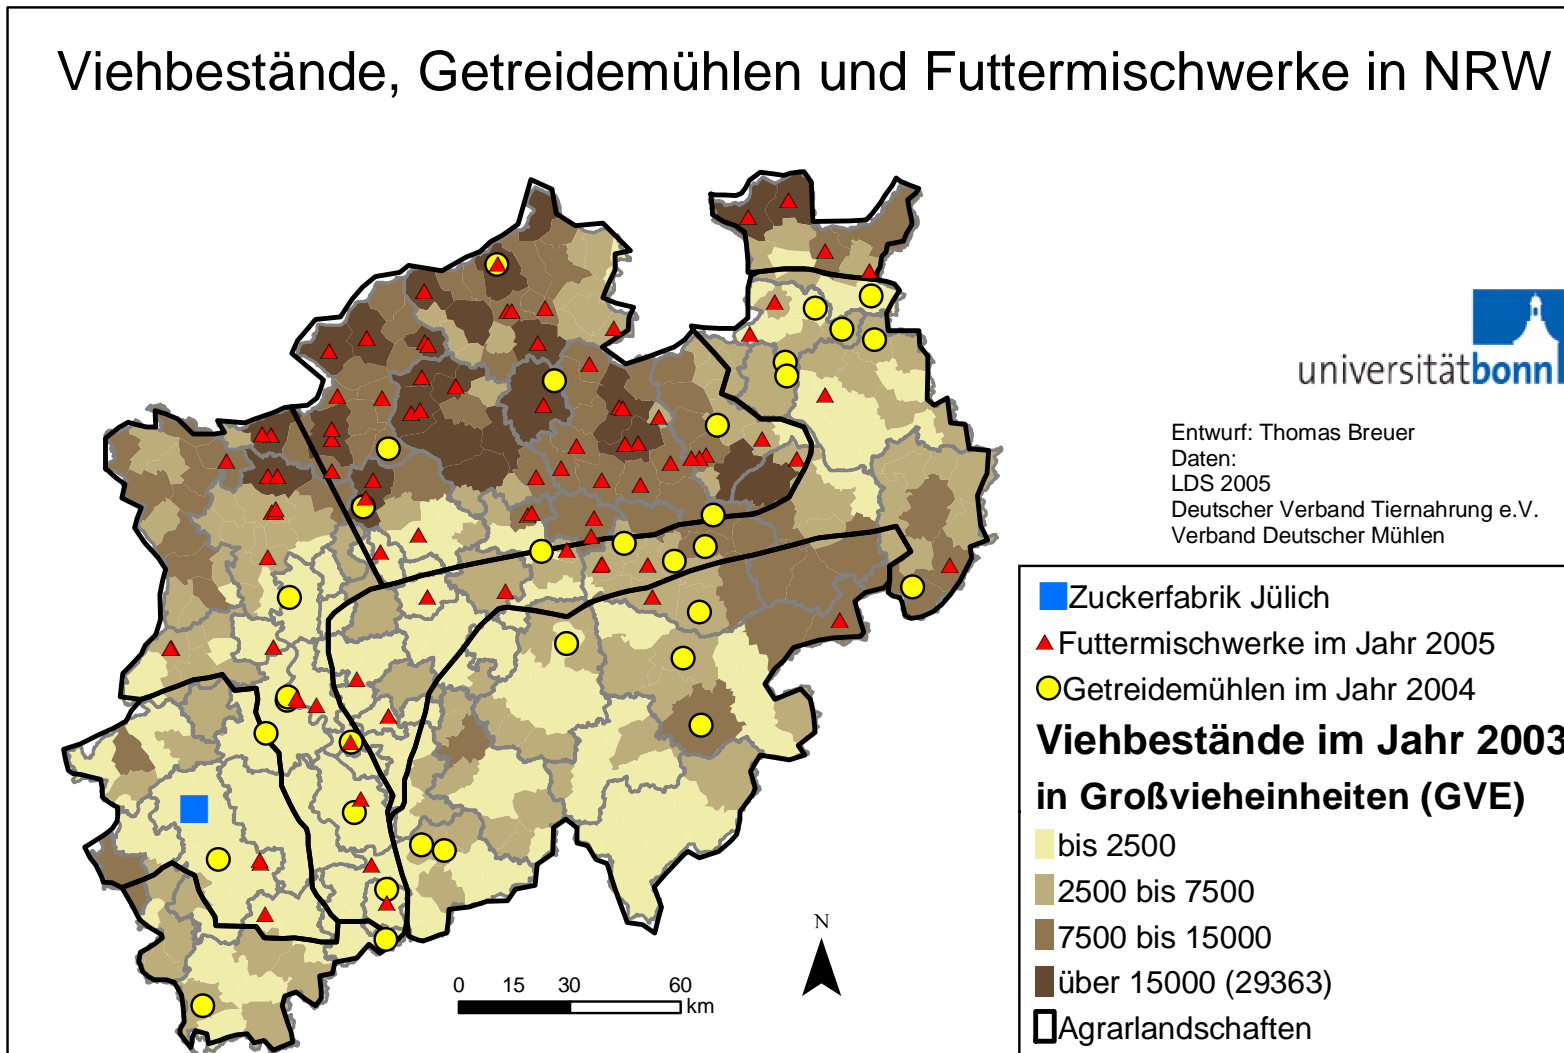 Viehbestände, Getreidemühlen und Futtermischwerke in NRW
universitätbonn
Entwurf: Thomas Breuer
Daten:
LDS 2005
Deutscher Verband Tiernahrung e.V.
Verband Deutscher Mühlen
Zuckerfabrik Jülich
Futtermischwerke im Jahr 2005
Getreidemühlen im Jahr 2004
Viehbestände im Jahr 2003
in Großvieheinheiten (GVE)
bis 2500
2500 bis 7500
7500 bis 15000
über 15000 (29363)
Agrarlandschaften
N
0 15 30 60
km